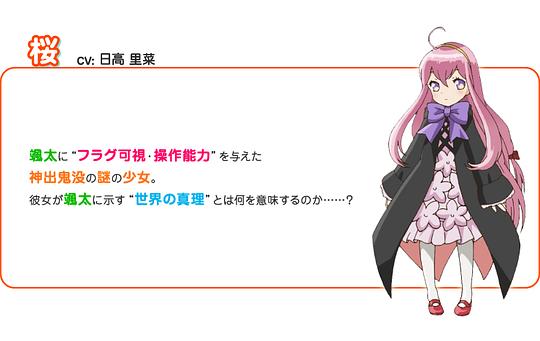 桜 CV: 日高 里菜
颯太に“フラグ可視・操作能力”を与えた
神出鬼没の謎の少女。
彼女が颯太に示す“世界の真理”とは何を意味するのか……?